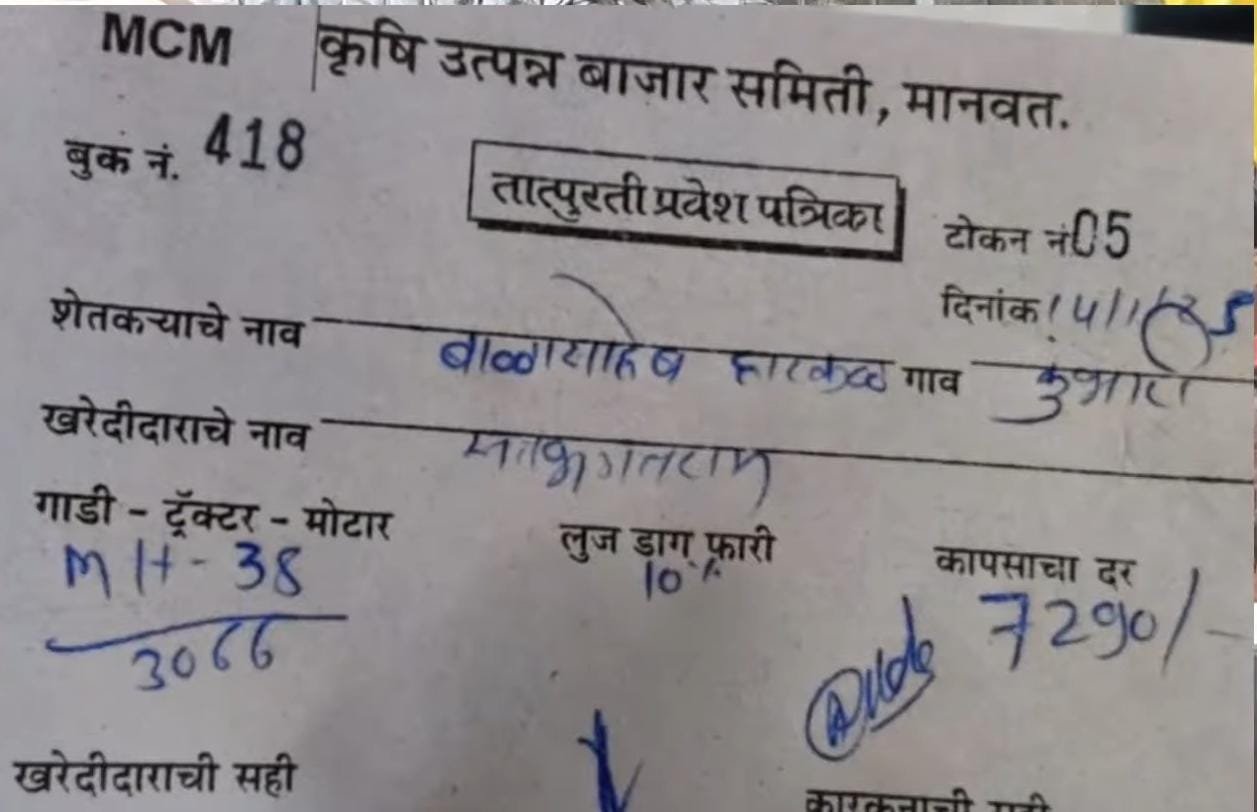 MCM कृषि उत्पन्न बाजार समिती, मानवत.
बुक नं. 418
तात्पुरती प्रवेश पत्रिका
टोकन नं 05
दिनांक
शेतकऱ्याचे नाव बाळासाहेब हारकळ गाव
खरेदीदाराचे नाव
गाडी - ट्रॅक्टर - मोटार लुज डाग फारी कापसाचा दर
MH-38 10% 7290/-
3066
खरेदीदाराची सही